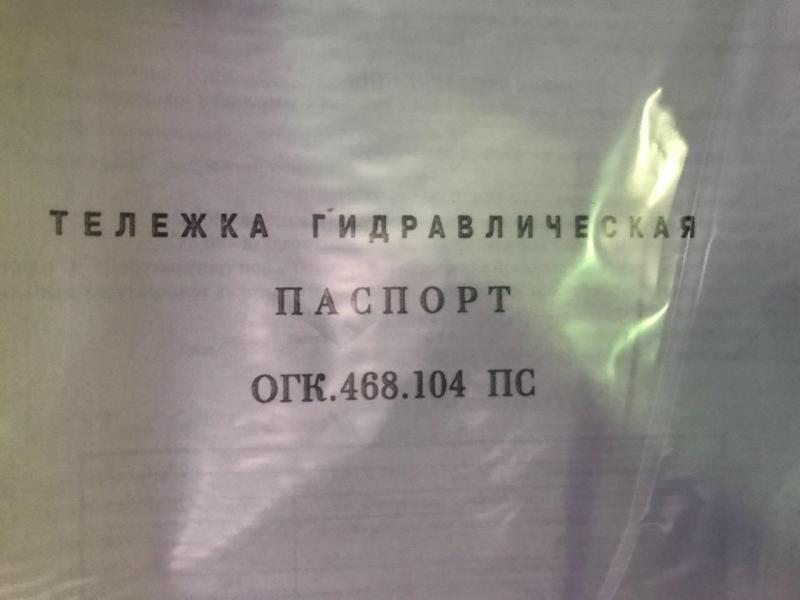 ТЕЛЕЖКА ГИДРАВЛИЧЕСКАЯ
ПАСПОРТ
ОГК.468.104 ПС